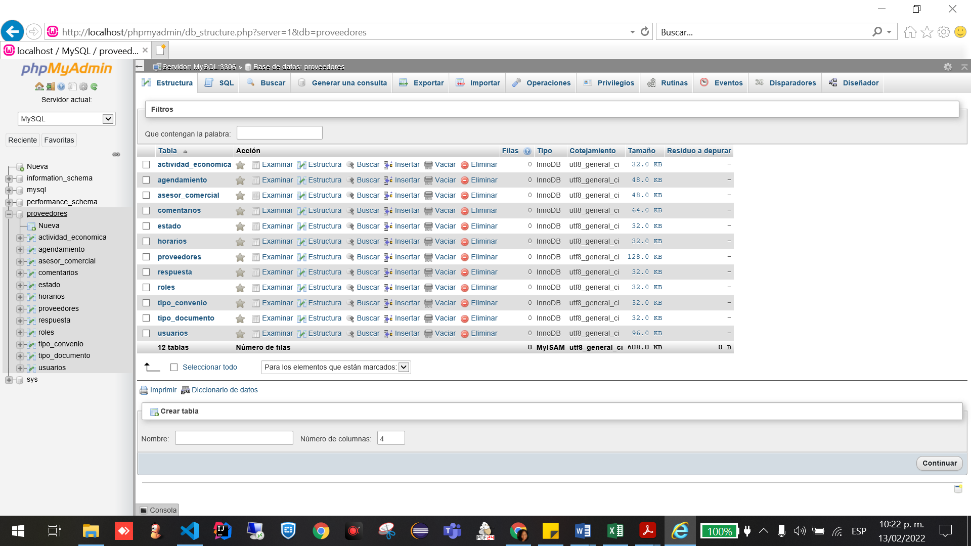 http://localhost/phpmyadmin/db_structure.php?server=1&db=proveedores
Buscar...
localhost / MySQL / proveed...
phpMyAdmin
Servidor actual:
MySQL
Reciente Favoritas
Nueva
information_schema
mysql
performance_schema
proveedores
Nueva
actividad_economica
agendamiento
asesor_comercial
comentarios
estado
horarios
proveedores
respuesta
roles
tipo_convenio
tipo_documento
usuarios
sys
Servidor: MySQL:3306 » Base de datos: proveedores
Estructura SQL Buscar Generar una consulta Exportar Importar Operaciones Privilegios Rutinas Eventos Disparadores Diseñador
Filtros
Que contengan la palabra:
Tabla Acción Filas Tipo Cotejamiento Tamaño Residuo a depurar
actividad_economica Examinar Estructura Buscar Insertar Vaciar Eliminar 0 InnoDB utf8_general_ci 32.0 KB -
agendamiento Examinar Estructura Buscar Insertar Vaciar Eliminar 0 InnoDB utf8_general_ci 48.0 KB -
asesor_comercial Examinar Estructura Buscar Insertar Vaciar Eliminar 0 InnoDB utf8_general_ci 48.0 KB -
comentarios Examinar Estructura Buscar Insertar Vaciar Eliminar 0 InnoDB utf8_general_ci 64.0 KB -
estado Examinar Estructura Buscar Insertar Vaciar Eliminar 0 InnoDB utf8_general_ci 32.0 KB -
horarios Examinar Estructura Buscar Insertar Vaciar Eliminar 0 InnoDB utf8_general_ci 32.0 KB -
proveedores Examinar Estructura Buscar Insertar Vaciar Eliminar 0 InnoDB utf8_general_ci 128.0 KB -
respuesta Examinar Estructura Buscar Insertar Vaciar Eliminar 0 InnoDB utf8_general_ci 32.0 KB -
roles Examinar Estructura Buscar Insertar Vaciar Eliminar 0 InnoDB utf8_general_ci 32.0 KB -
tipo_convenio Examinar Estructura Buscar Insertar Vaciar Eliminar 0 InnoDB utf8_general_ci 32.0 KB -
tipo_documento Examinar Estructura Buscar Insertar Vaciar Eliminar 0 InnoDB utf8_general_ci 32.0 KB -
usuarios Examinar Estructura Buscar Insertar Vaciar Eliminar 0 InnoDB utf8_general_ci 96.0 KB -
12 tablas Número de filas 0 MyISAM utf8_general_ci 608.0 KB 0 B
Seleccionar todo Para los elementos que están marcados:
Imprimir Diccionario de datos
Crear tabla
Nombre: Número de columnas: 4
Continuar
Consola
100% ESP 10:22 p. m.
13/02/2022